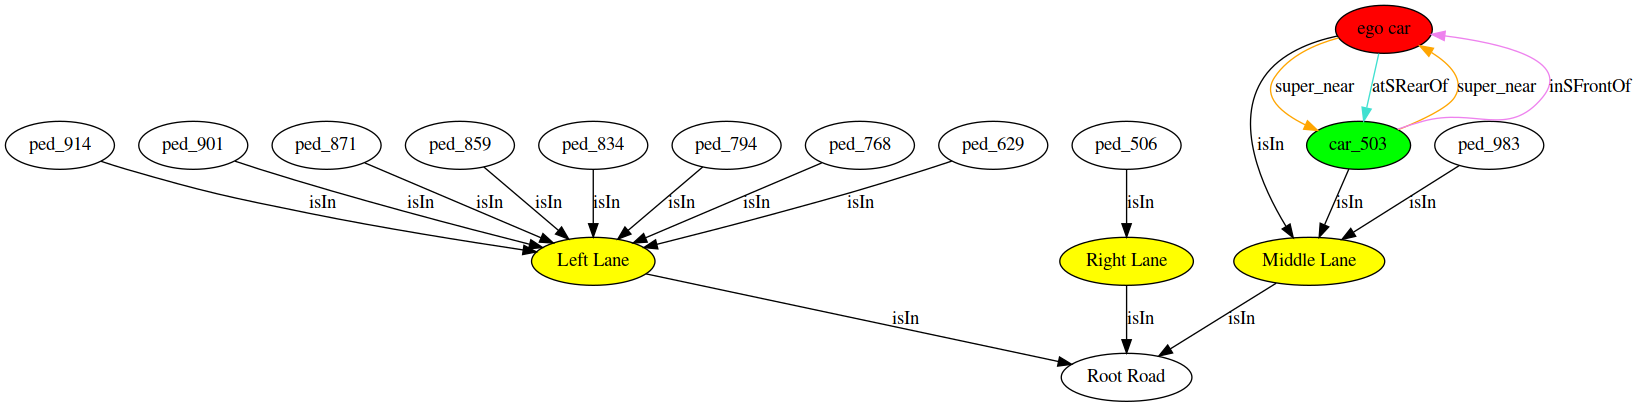 ego car
super_near atSRearOf super_near inSFrontOf
ped_914 ped_901 ped_871 ped_859 ped_834 ped_794 ped_768 ped_629 ped_506 isIn car_503 ped_983
isIn isIn isIn isIn isIn isIn isIn isIn isIn isIn isIn
Left Lane Right Lane Middle Lane
isIn isIn isIn
Root Road